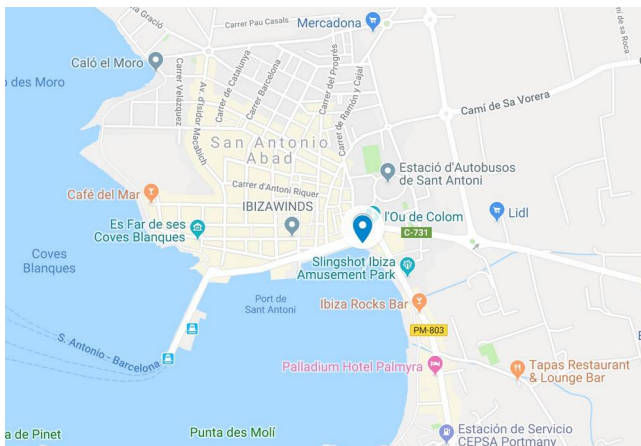 Carrer Pau Casals
Mercadona
Caló el Moro
o des Moro
Carrer Velázquez
Av. d'Isidor Macabich
Carrer de Catalunya
Carrer Barcelona
Carrer del Progrés
Carrer de Ramón y Cajal
Camí de Sa Vorera
San Antonio
Abad
Estació d'Autobusos
de Sant Antoni
Carrer d'Antoni Riquer
Café del Mar
IBIZAWINDS
l'Ou de Colom
Lidl
Es Far de ses
Coves Blanques
C-731
Coves
Blanques
Slingshot Ibiza
Amusement Park
Port de
Sant Antoni
Ibiza Rocks Bar
PM-803
S. Antonio - Barcelona
Palladium Hotel Palmyra
Tapas Restaurant
& Lounge Bar
a de Pinet
Punta des Molí
Estación de Servicio
CEPSA Portmany